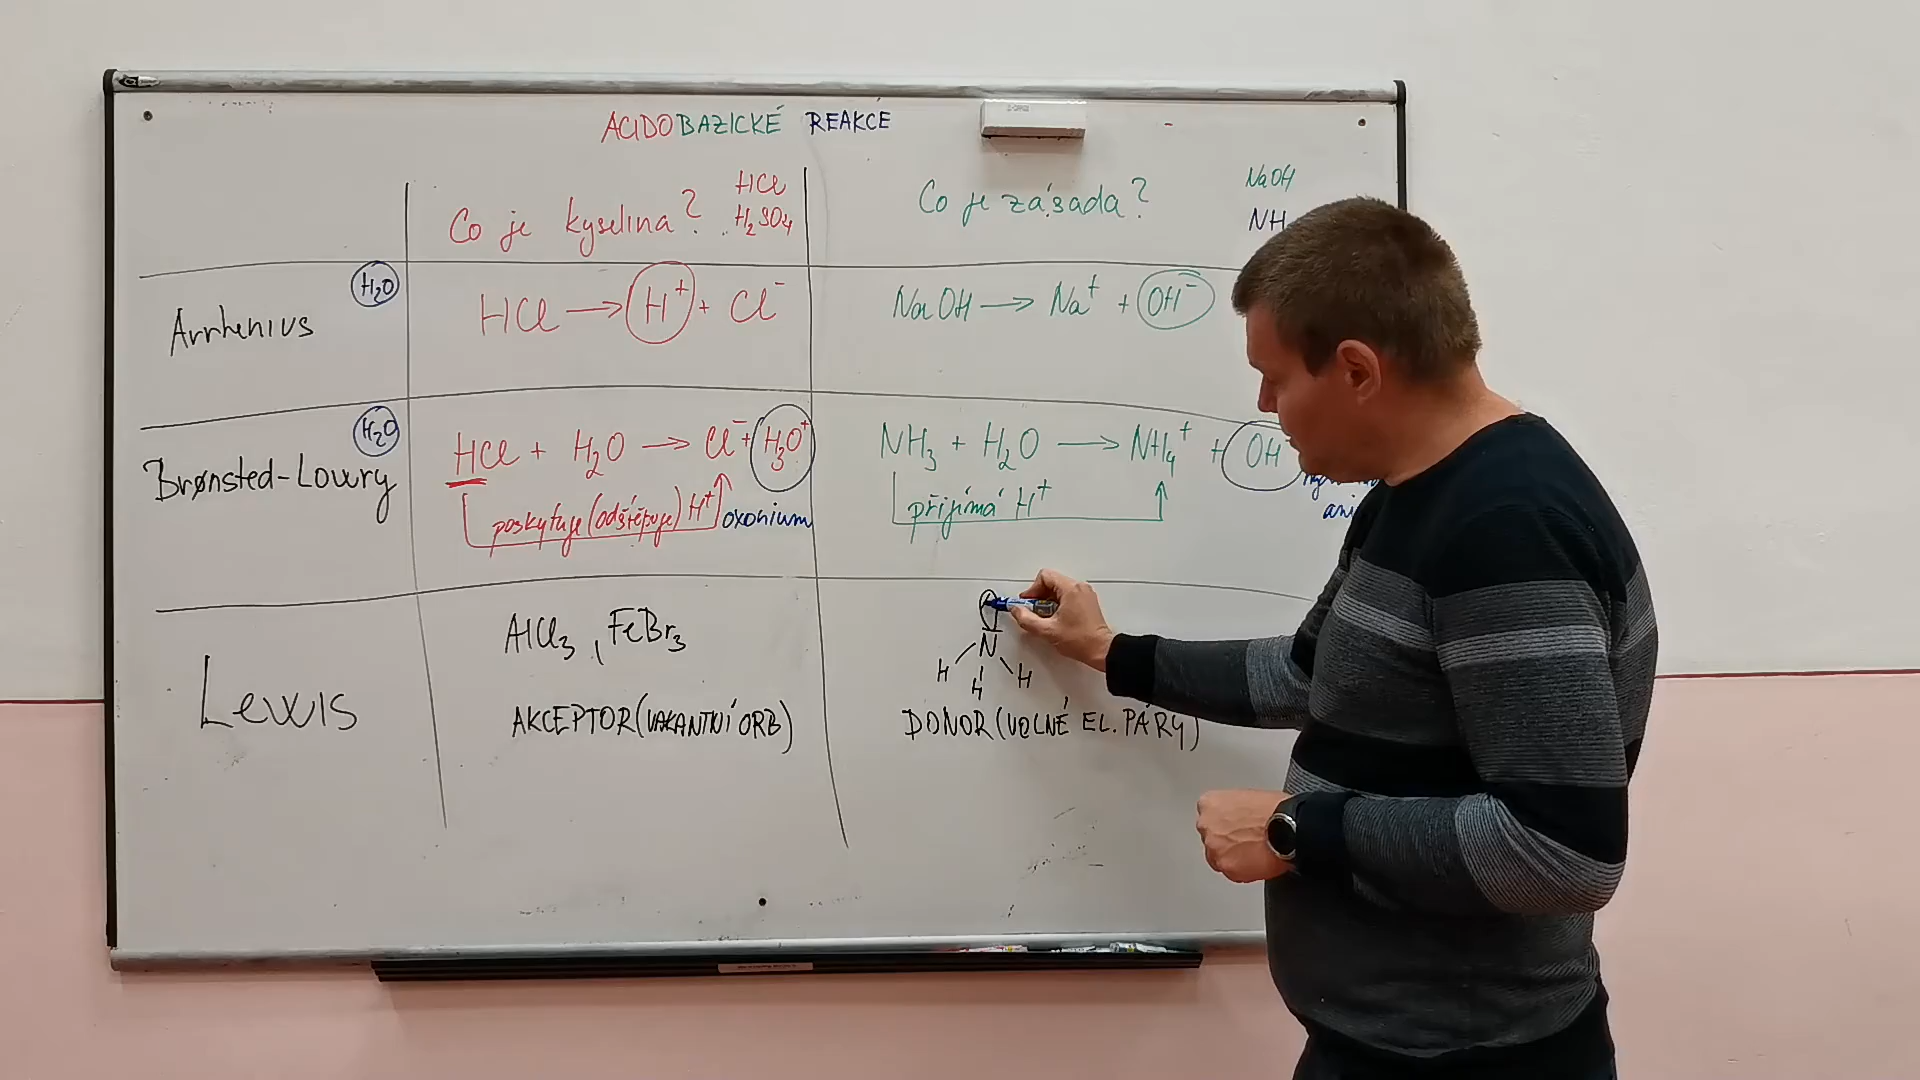 ACIDOBAZICKÉ REAKCE
Co je kyselina?
HCl
H₂SO₄
Co je zásada?
NaOH
NH
Arrhenius
H₂O
HCl → H⁺ + Cl⁻
NaOH → Na⁺ + OH⁻
Brønsted-Lowry
H₂O
HCl + H₂O → Cl⁻ + H₃O⁺
poskytuje (odštěpuje) H⁺
oxonium
NH₃ + H₂O → NH₄⁺ + OH⁻
přijímá H⁺
Lewis
AlCl₃, FeBr₃
AKCEPTOR (VAKANTNÍ ORB)
N
H H H
DONOR (VOLNÉ EL. PÁRY)